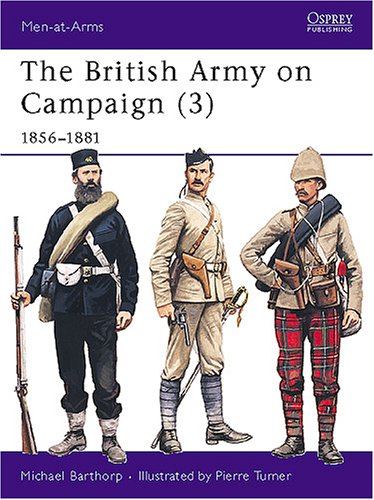 Men-at-Arms
OSPREY
PUBLISHING
The British Army on
Campaign (3)
1856–1881
40
Michael Barthorp • Illustrated by Pierre Turner